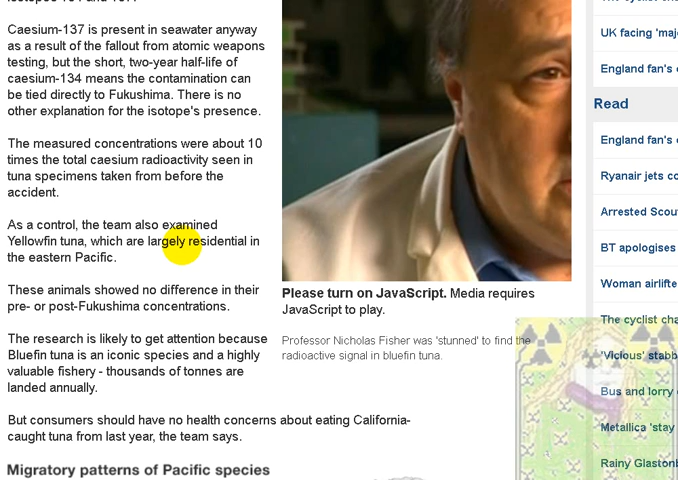 Caesium-137 is present in seawater anyway
as a result of the fallout from atomic weapons
testing, but the short, two-year half-life of
caesium-134 means the contamination can
be tied directly to Fukushima. There is no
other explanation for the isotope's presence.
The measured concentrations were about 10
times the total caesium radioactivity seen in
tuna specimens taken from before the
accident.
As a control, the team also examined
Yellowfin tuna, which are largely residential in
the eastern Pacific.
These animals showed no difference in their
pre- or post-Fukushima concentrations.
The research is likely to get attention because
Bluefin tuna is an iconic species and a highly
valuable fishery - thousands of tonnes are
landed annually.
But consumers should have no health concerns about eating California-
caught tuna from last year, the team says.
Migratory patterns of Pacific species
Please turn on JavaScript. Media requires
JavaScript to play.
Professor Nicholas Fisher was 'stunned' to find the
radioactive signal in bluefin tuna.
UK facing 'maj
England fan's
Read
England fan's
Ryanair jets
Arrested
BT apologises
Woman airlifte
The cyclist
'Vicious' stabb
Bus and lorry
Metallica 'stay
Rainy Glastonb